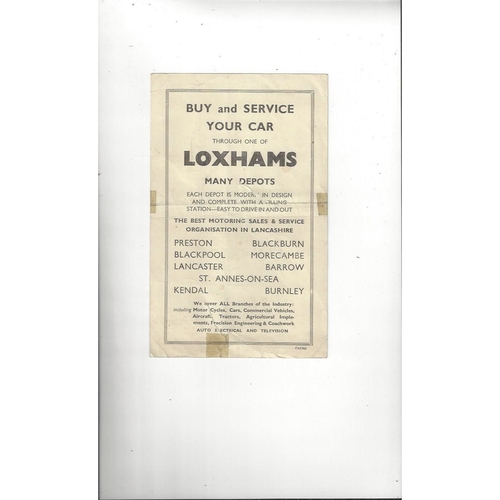 BUY and SERVICE
YOUR CAR
THROUGH ONE OF
LOXHAMS
MANY DEPOTS
EACH DEPOT IS MODERN IN DESIGN
AND COMPLETE WITH A FILLING
STATION—EASY TO DRIVE IN AND OUT
THE BEST MOTORING SALES & SERVICE
ORGANISATION IN LANCASHIRE
PRESTON BLACKBURN
BLACKPOOL MORECAMBE
LANCASTER BARROW
ST. ANNES-ON-SEA
KENDAL BURNLEY
We cover ALL Branches of the Industry:
including Motor Cycles, Cars, Commercial Vehicles,
Aircraft, Tractors, Agricultural Imple-
ments, Precision Engineering & Coachwork
AUTO ELECTRICAL AND TELEVISION